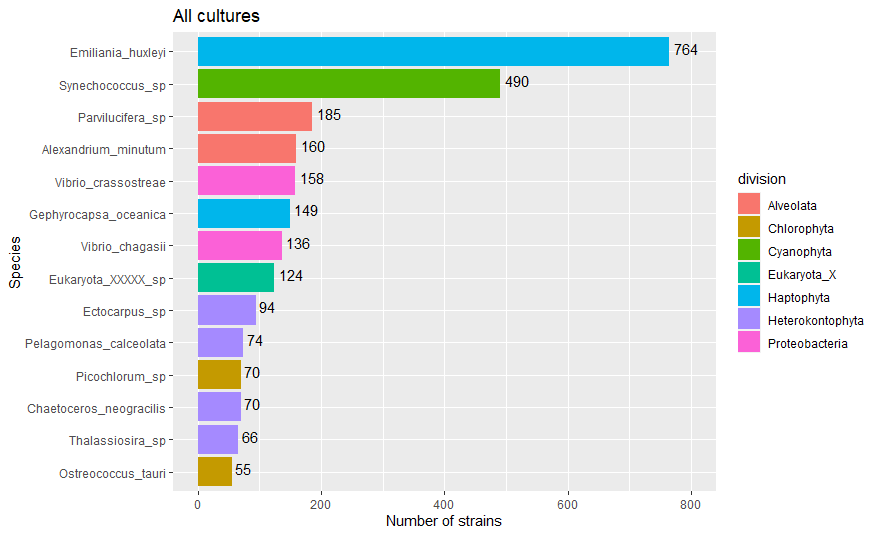 All cultures
Species
Emiliania_huxleyi 764
Synechococcus_sp 490
Parvilucifera_sp 185
Alexandrium_minutum 160
Vibrio_crassostreae 158
Gephyrocapsa_oceanica 149
Vibrio_chagasii 136
Eukaryota_XXXXX_sp 124
Ectocarpus_sp 94
Pelagomonas_calceolata 74
Picochlorum_sp 70
Chaetoceros_neogracilis 70
Thalassiosira_sp 66
Ostreococcus_tauri 55
0 200 400 600 800
Number of strains
division
Alveolata
Chlorophyta
Cyanophyta
Eukaryota_X
Haptophyta
Heterokontophyta
Proteobacteria